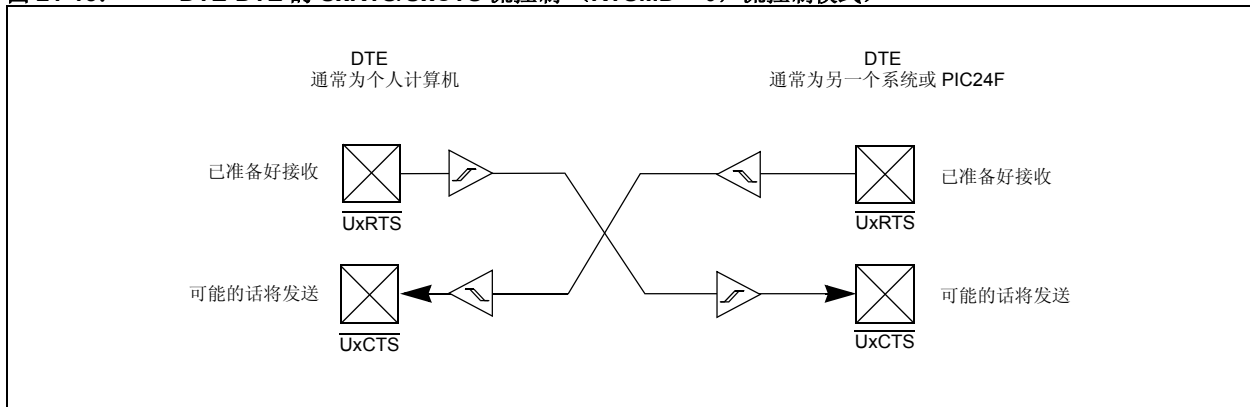 DTE
通常为个人计算机
DTE
通常为另一个系统或 PIC24F
已准备好接收
UxRTS
已准备好接收
UxRTS
可能的话将发送
UxCTS
可能的话将发送
UxCTS